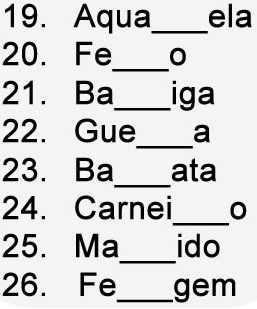 19. Aqua___ela
20. Fe___o
21. Ba___iga
22. Gue___a
23. Ba___ata
24. Carnei___o
25. Ma___ido
26. Fe___gem